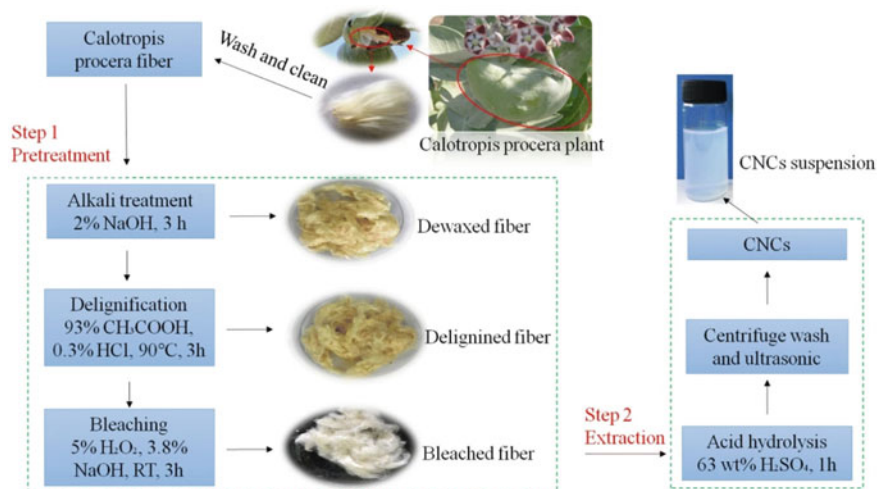 Calotropis
procera fiber
Wash and clean
Calotropis procera plant
Step 1
Pretreatment
Alkali treatment
2% NaOH, 3 h
Dewaxed fiber
Delignification
93% CH₃COOH,
0.3% HCl, 90°C, 3h
Delignined fiber
Bleaching
5% H₂O₂, 3.8%
NaOH, RT, 3h
Bleached fiber
Step 2
Extraction
Acid hydrolysis
63 wt% H₂SO₄, 1h
Centrifuge wash
and ultrasonic
CNCs
CNCs suspension